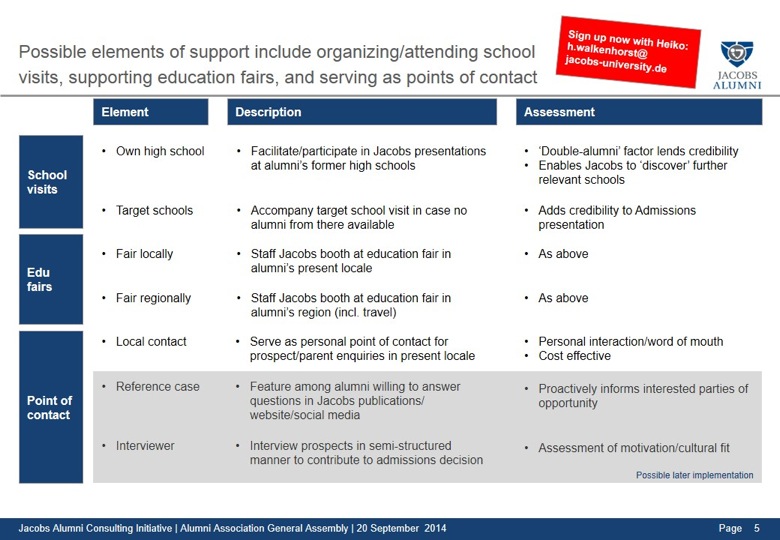 Possible elements of support include organizing/attending school
visits, supporting education fairs, and serving as points of contact
Sign up now with Heiko:
h.walkenhorst@
jacobs-university.de
JACOBS
ALUMNI
Element
Description
Assessment
School
visits
• Own high school
• Facilitate/participate in Jacobs presentations
at alumni’s former high schools
• ‘Double-alumni’ factor lends credibility
• Enables Jacobs to ‘discover’ further
relevant schools
• Target schools
• Accompany target school visit in case no
alumni from there available
• Adds credibility to Admissions
presentation
Edu
fairs
• Fair locally
• Staff Jacobs booth at education fair in
alumni’s present locale
• As above
• Fair regionally
• Staff Jacobs booth at education fair in
alumni’s region (incl. travel)
• As above
Point of
contact
• Local contact
• Serve as personal point of contact for
prospect/parent enquiries in present locale
• Personal interaction/word of mouth
• Cost effective
• Reference case
• Feature among alumni willing to answer
questions in Jacobs publications/
website/social media
• Proactively informs interested parties of
opportunity
• Interviewer
• Interview prospects in semi-structured
manner to contribute to admissions decision
• Assessment of motivation/cultural fit
Possible later implementation
Jacobs Alumni Consulting Initiative | Alumni Association General Assembly | 20 September 2014
Page 5